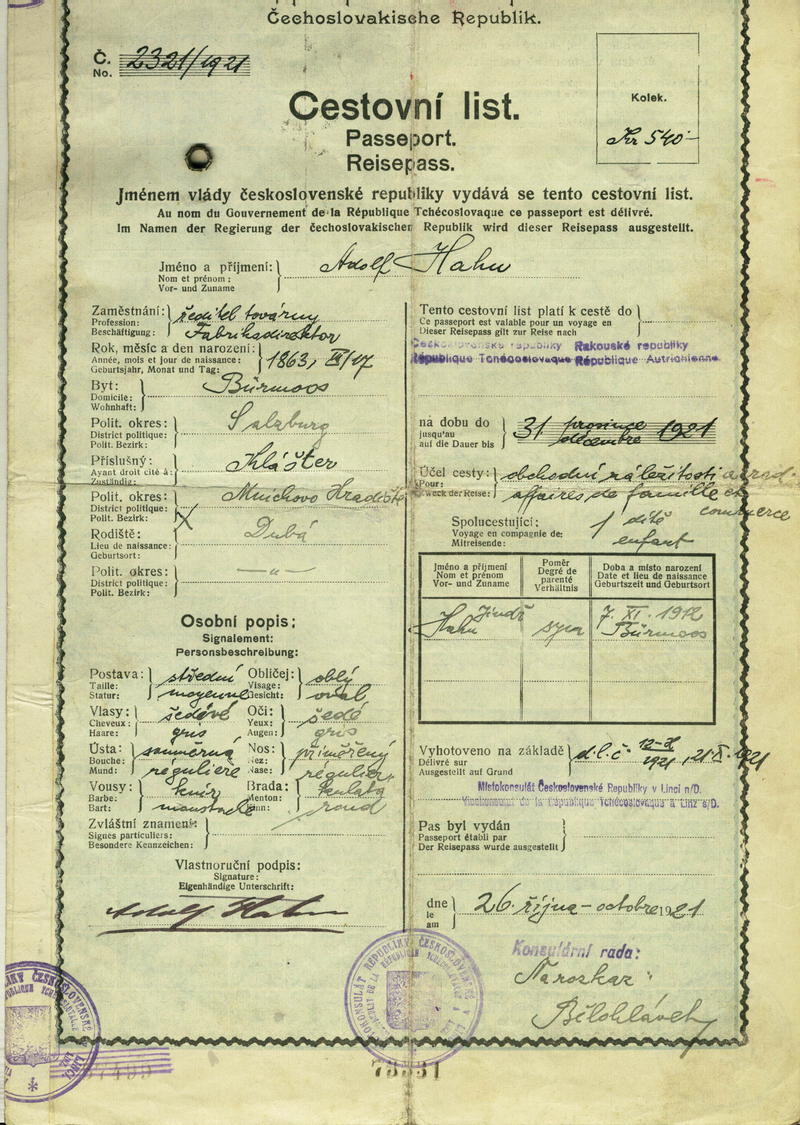 Čechoslovakische Republik.
Č.
No. 2321/1921
Kolek.
Kr 540-
Cestovní list.
Passeport.
Reisepass.
Jménem vlády československé republiky vydává se tento cestovní list.
Au nom du Gouvernement de la République Tchécoslovaque ce passeport est délivré.
Im Namen der Regierung der čechoslovakischen Republik wird dieser Reisepass ausgestellt.
Jméno a příjmení: Adolf Hahn
Nom et prénom:
Vor- und Zuname
Zaměstnání: ředitel továrny
Profession:
Beschäftigung: Fabriksdirektor
Rok, měsíc a den narození:
Année, mois et jour de naissance: 1863,
Geburtsjahr, Monat und Tag:
Byt: Bürmoos
Domicile:
Wohnhaft:
Polit. okres: Salzburg
District politique:
Polit. Bezirk:
Příslušný: Klášter
Ayant droit cité à:
Zuständig:
Polit. okres: Mnichovo Hradiště
District politique:
Polit. Bezirk:
Rodiště: Dubá
Lieu de naissance:
Geburtsort:
Polit. okres: — „ —
District politique:
Polit. Bezirk:
Osobní popis:
Signalement:
Personsbeschreibung:
Postava: střední Obličej: oblý
Taille: Visage:
Statur: moyenne Gesicht: oval
Vlasy: šedivé Oči: šedé
Cheveux: Yeux:
Haare: gris Augen: gris
Ústa: souměrná Nos: přiměřený
Bouche: Nez:
Mund: régulière Nase: régulier
Vousy: knír Brada: kulatá
Barbe: Menton:
Bart: moustache Kinn: rond
Zvláštní znamení:
Signes particuliers:
Besondere Kennzeichen:
Vlastnoruční podpis:
Signature:
Eigenhändige Unterschrift:
Adolf Hahn
Tento cestovní list platí k cestě do
Ce passeport est valable pour un voyage en
Dieser Reisepass gilt zur Reise nach
Československé republiky Rakouské republiky
République Tchécoslovaque République Autrichienne
na dobu do
jusqu'au 31 prosince 1921
auf die Dauer bis décembre
Účel cesty: obchodní záležitosti a rod.
Pour:
Zweck der Reise: affaires de famille et
commerce
Spolucestující: 1 dítě
Voyage en compagnie de:
Mitreisende: enfant
Jméno a příjmení Poměr Doba a místo narození
Nom et prénom Degré de parenté Date et lieu de naissance
Vor- und Zuname Verhältnis Geburtszeit und Geburtsort
Hahn Jindř. syn 7. XI. 1912
Bürmoos
Vyhotoveno na základě d. l. č.
Délivré sur
Ausgestellt auf Grund
Místokonsulát Československé Republiky v Linci n/D.
Viceconsulat de la République Tchécoslovaque à Linz s/D.
Pas byl vydán
Passeport établi par
Der Reisepass wurde ausgestellt
dne
le 26. října - octobre 1921
am
Konsulární rada:
Bělohlávek